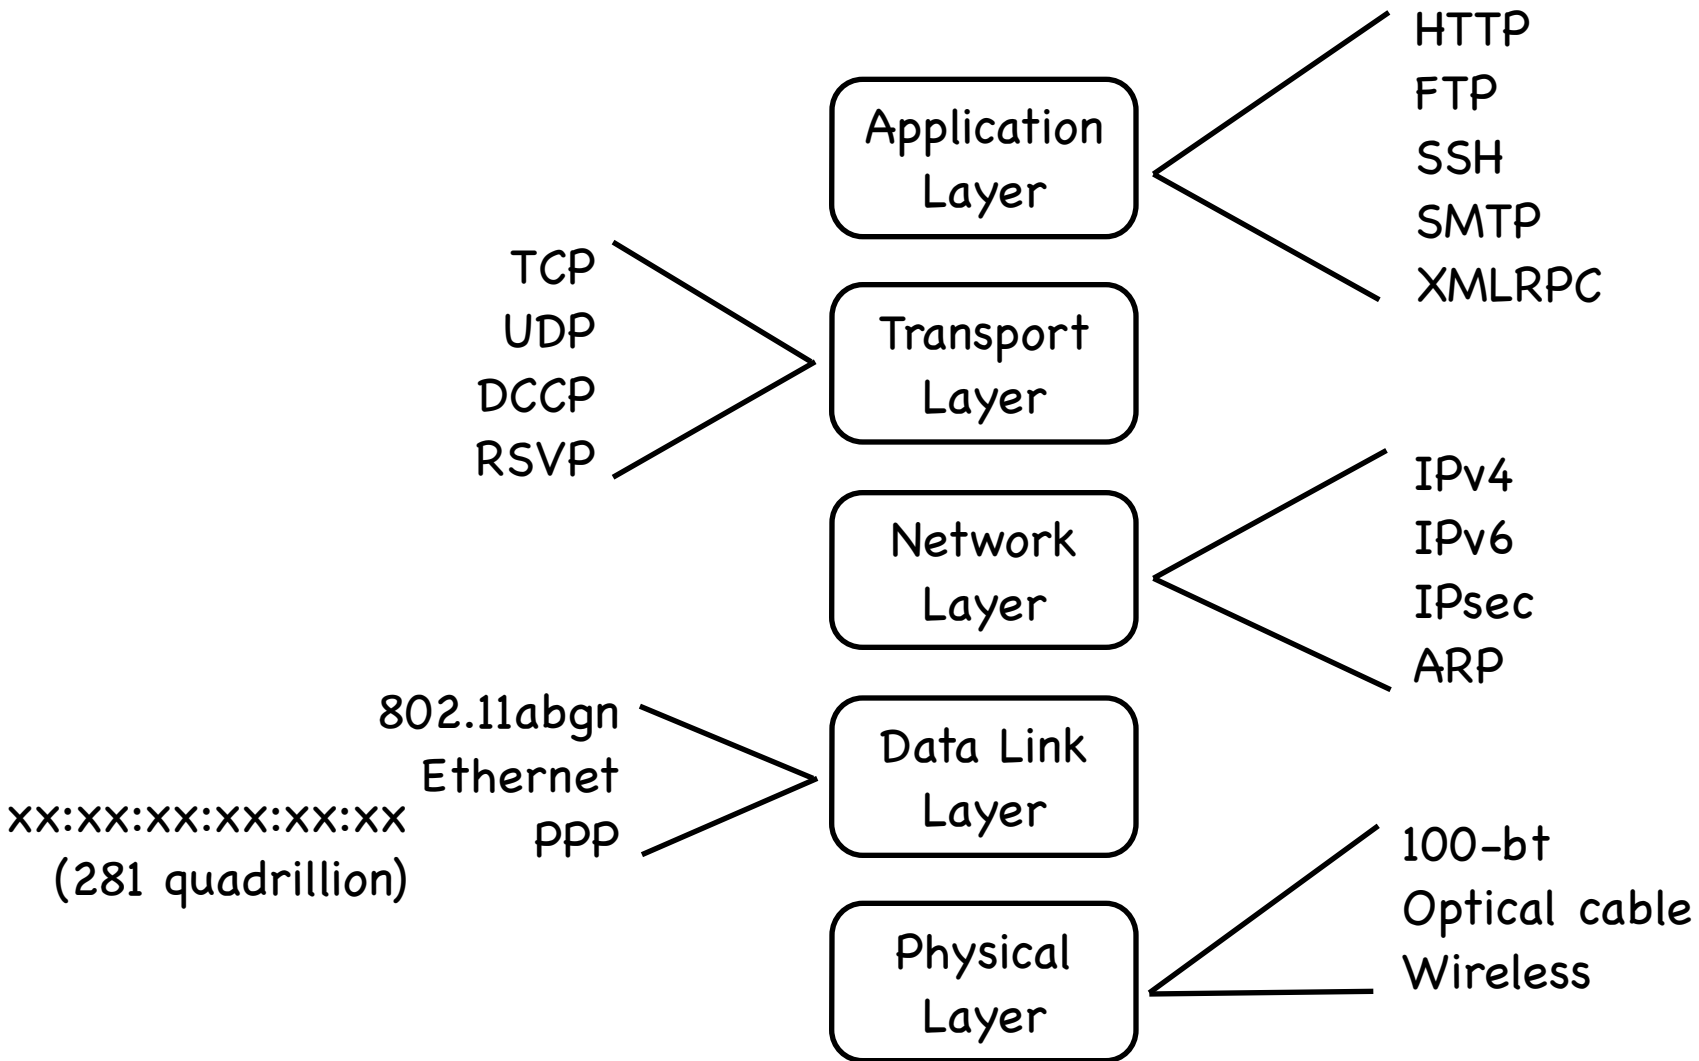 HTTP
FTP
SSH
SMTP
XMLRPC
Application
Layer
TCP
UDP
DCCP
RSVP
Transport
Layer
IPv4
IPv6
IPsec
ARP
Network
Layer
802.11abgn
Ethernet
PPP
xx:xx:xx:xx:xx:xx
(281 quadrillion)
Data Link
Layer
100-bt
Optical cable
Wireless
Physical
Layer